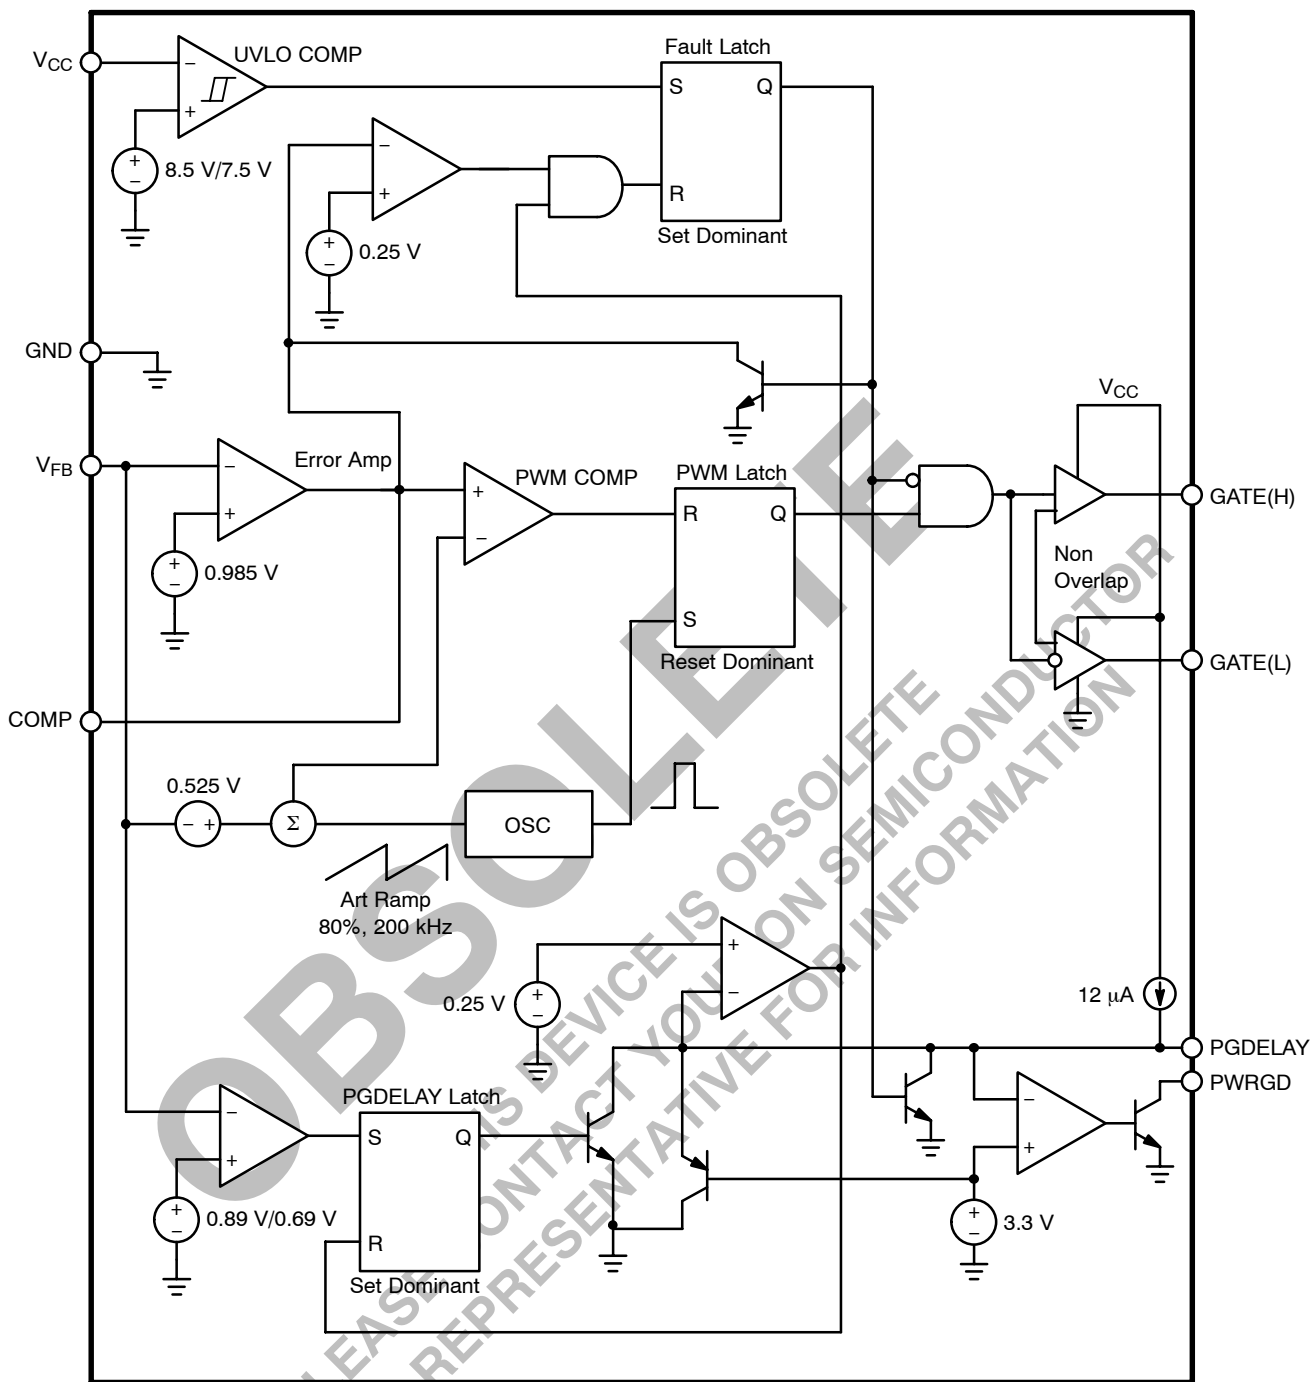 VCC
UVLO COMP
−
+
8.5 V/7.5 V
+
−
Fault Latch
S
Q
R
Set Dominant
−
+
+
−
0.25 V
GND
VCC
VFB
−
+
Error Amp
+
−
0.985 V
+
−
PWM COMP
PWM Latch
R
Q
S
Reset Dominant
GATE(H)
Non
Overlap
GATE(L)
COMP
0.525 V
− +
Σ
OSC
Art Ramp
80%, 200 kHz
0.25 V
+
−
+
−
12 μA
PGDELAY
PWRGD
−
+
PGDELAY Latch
S
Q
R
Set Dominant
−
+
+
−
0.89 V/0.69 V
+
−
3.3 V
OBSOLETE
THIS DEVICE IS OBSOLETE
PLEASE CONTACT YOUR ON SEMICONDUCTOR
REPRESENTATIVE FOR INFORMATION